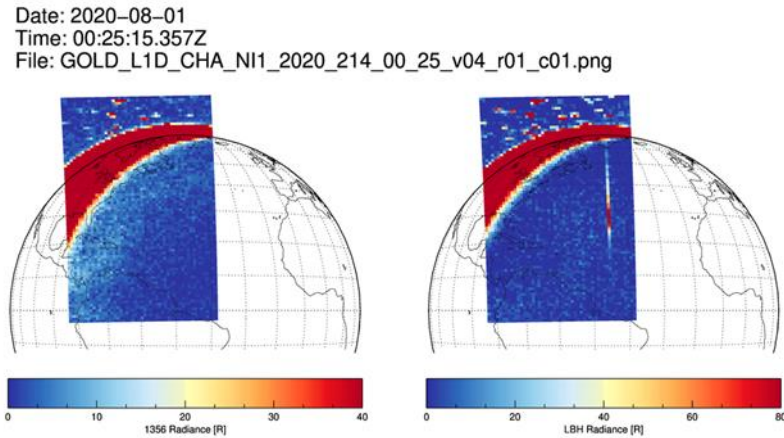 Date: 2020−08−01
Time: 00:25:15.357Z
File: GOLD_L1D_CHA_NI1_2020_214_00_25_v04_r01_c01.png
0 10 20 30 40
1356 Radiance [R]
0 20 40 60 80
LBH Radiance [R]